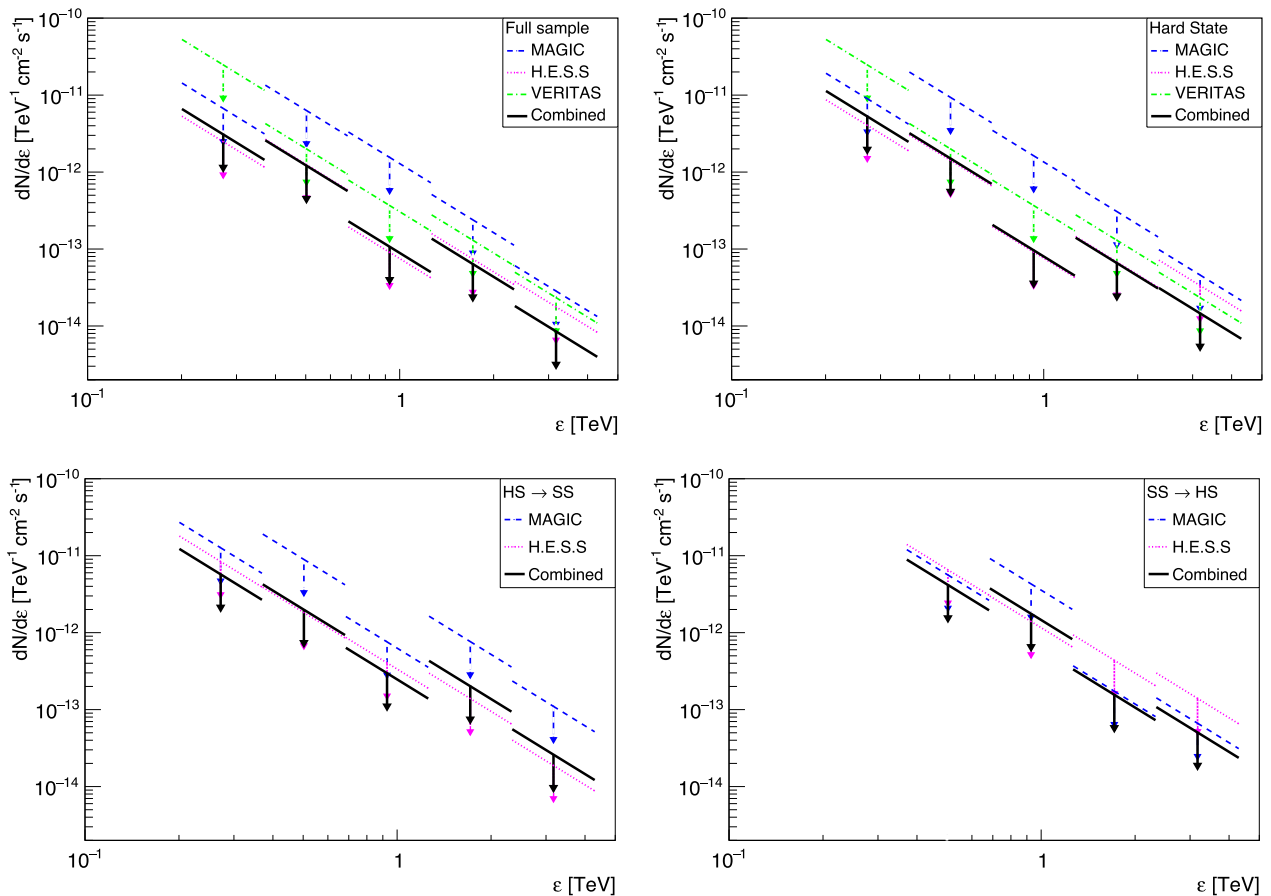 Full sample
MAGIC
H.E.S.S
VERITAS
Combined
dN/dε [TeV⁻¹ cm⁻² s⁻¹]
10⁻¹⁰
10⁻¹¹
10⁻¹²
10⁻¹³
10⁻¹⁴
10⁻¹
1
ε [TeV]
Hard State
MAGIC
H.E.S.S
VERITAS
Combined
dN/dε [TeV⁻¹ cm⁻² s⁻¹]
10⁻¹⁰
10⁻¹¹
10⁻¹²
10⁻¹³
10⁻¹⁴
10⁻¹
1
ε [TeV]
HS → SS
MAGIC
H.E.S.S
Combined
dN/dε [TeV⁻¹ cm⁻² s⁻¹]
10⁻¹⁰
10⁻¹¹
10⁻¹²
10⁻¹³
10⁻¹⁴
10⁻¹
1
ε [TeV]
SS → HS
MAGIC
H.E.S.S
Combined
dN/dε [TeV⁻¹ cm⁻² s⁻¹]
10⁻¹⁰
10⁻¹¹
10⁻¹²
10⁻¹³
10⁻¹⁴
10⁻¹
1
ε [TeV]